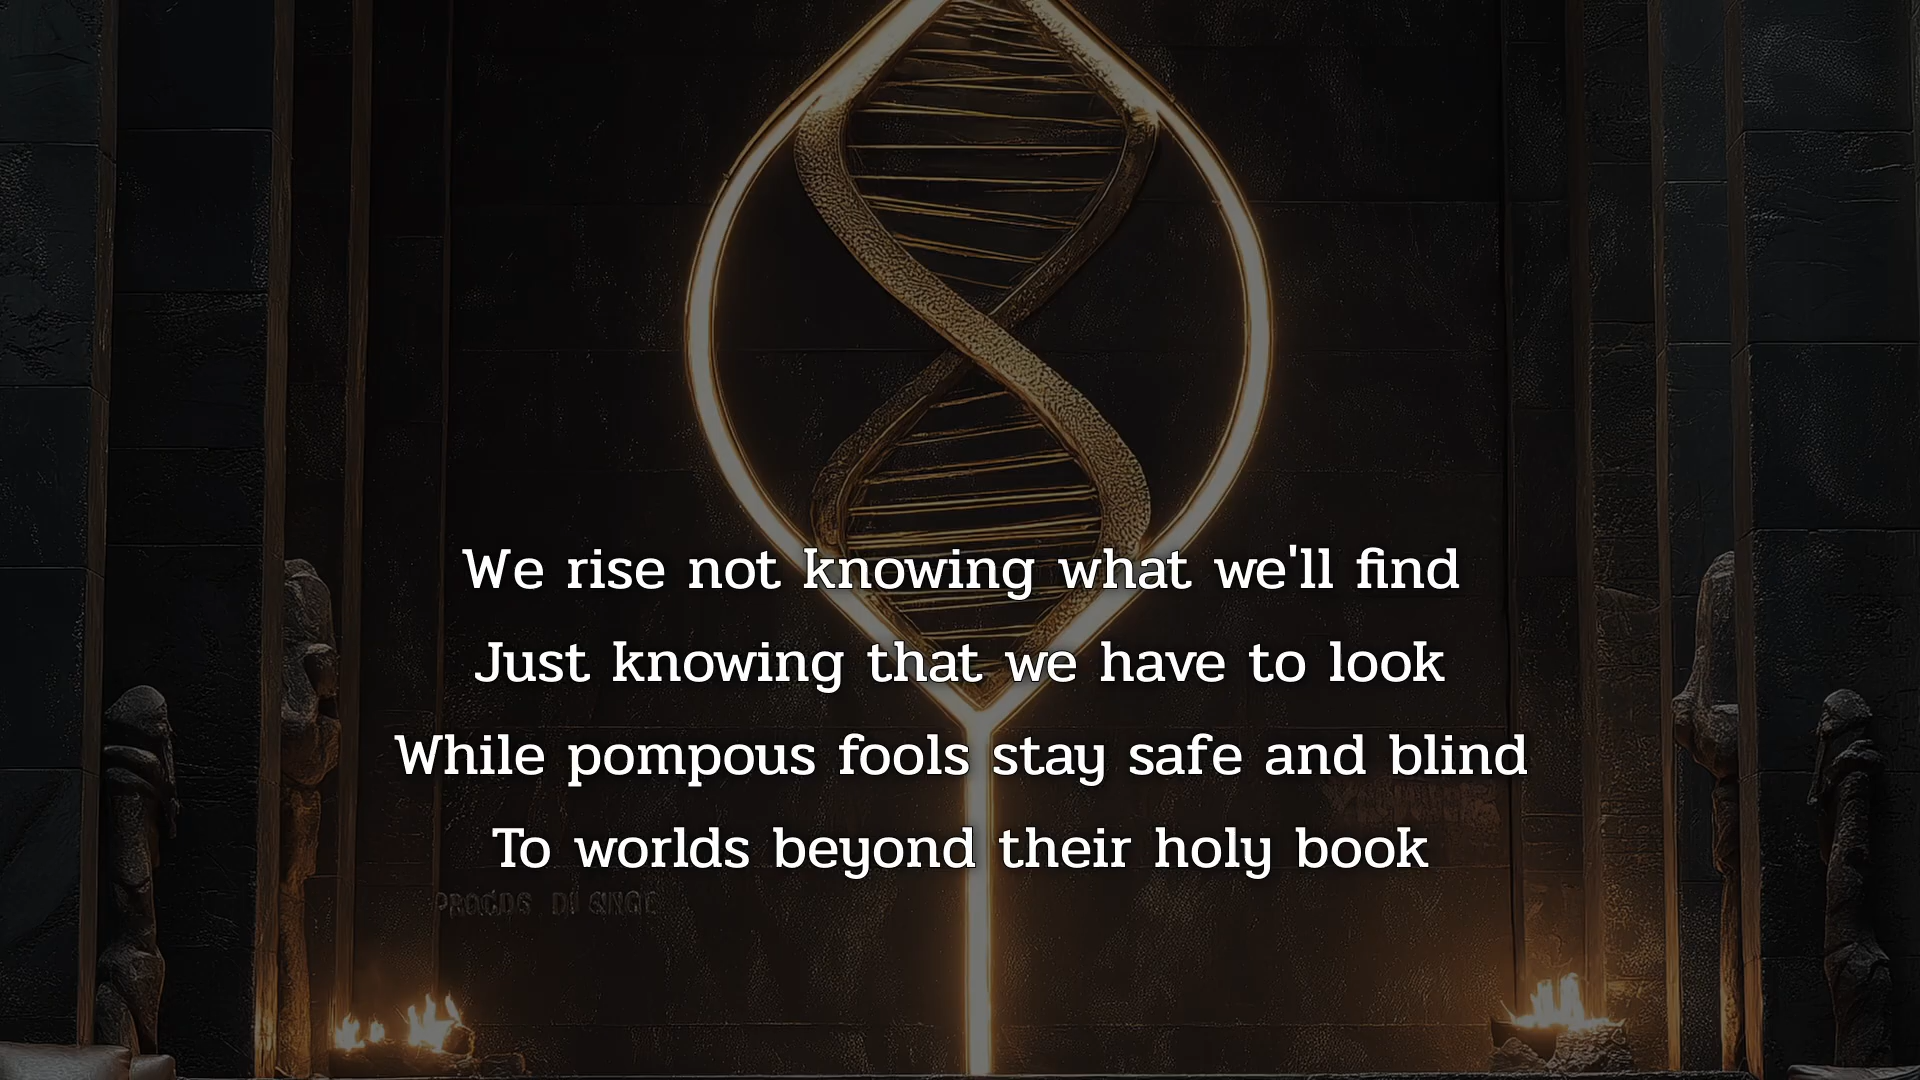 We rise not knowing what we'll find
Just knowing that we have to look
While pompous fools stay safe and blind
To worlds beyond their holy book